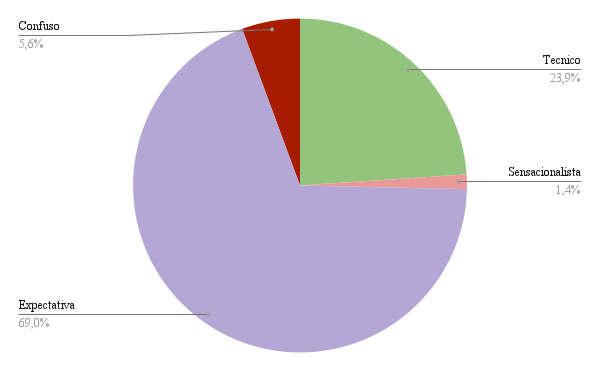 Confuso
5,6%
Tecnico
23,9%
Sensacionalista
1,4%
Expectativa
69,0%